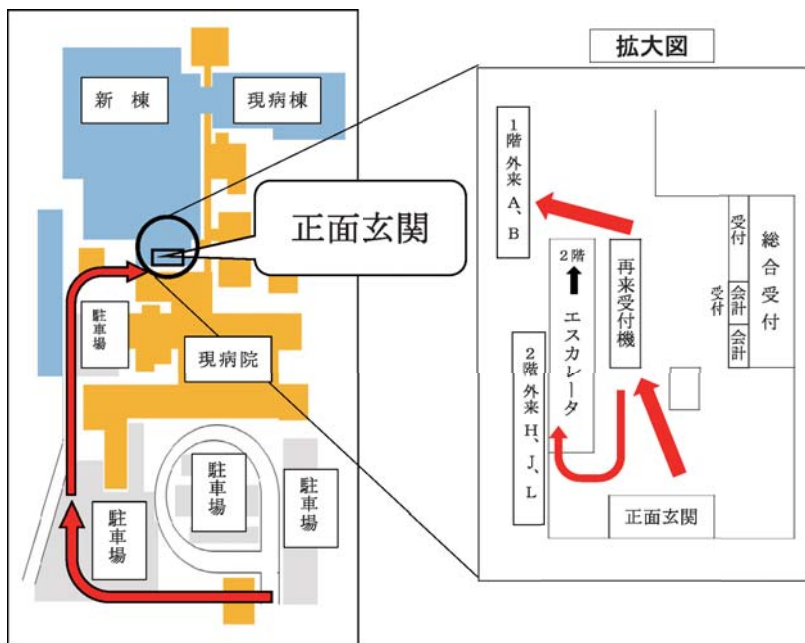 新棟
現病棟
正面玄関
駐車場
現病院
駐車場
駐車場
駐車場
拡大図
1階 外来 A、B
2階
エスカレータ
2階 外来 H、J、L
再来受付機
受付
受付
会計
会計
総合受付
正面玄関